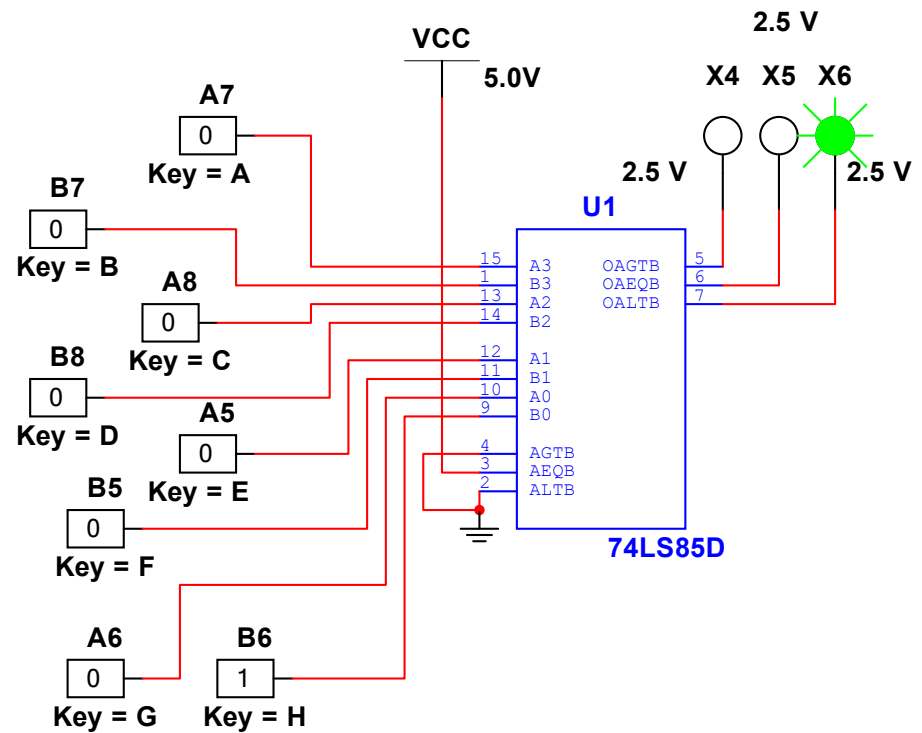 2.5 V
VCC
5.0V
X4 X5 X6
2.5 V
2.5 V
A7
0
Key = A
B7
0
Key = B
A8
0
Key = C
B8
0
Key = D
A5
0
Key = E
B5
0
Key = F
A6
0
Key = G
B6
1
Key = H
U1
15 A3 OAGTB 5
1 B3 OAEQB 6
13 A2 OALTB 7
14 B2
12 A1
11 B1
10 A0
9 B0
4 AGTB
3 AEQB
2 ALTB
74LS85D